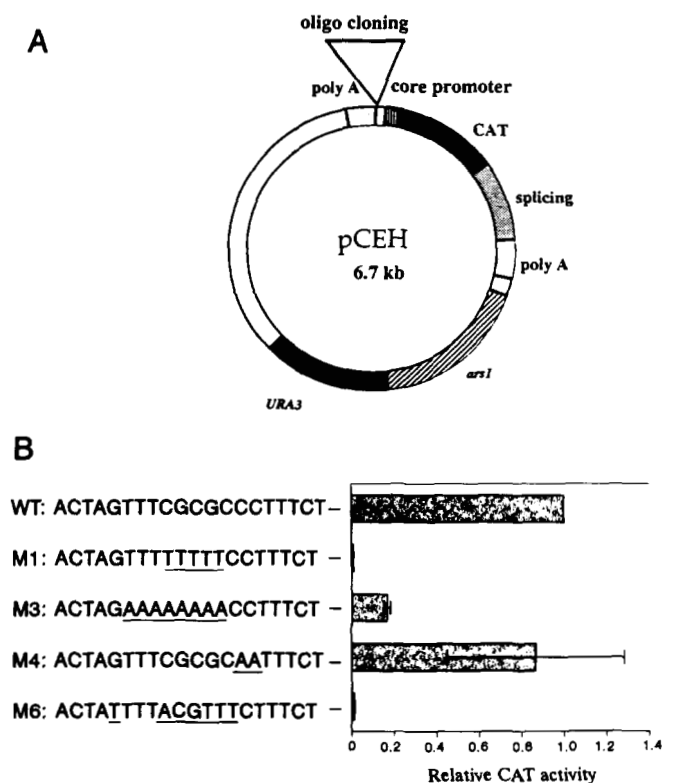 A
oligo cloning
poly A
core promoter
CAT
splicing
pCEH
6.7 kb
poly A
ars1
URA3
B
WT: ACTAGTTTCGCGCCCTTTCT
M1: ACTAGTTTTTTTTCCTTTCT
M3: ACTAGAAAAAAAACCTTTCT
M4: ACTAGTTTCGCGCAATTTCT
M6: ACTATTTTACGTTTCTTTCT
0 0.2 0.4 0.6 0.8 1.0 1.2 1.4
Relative CAT activity